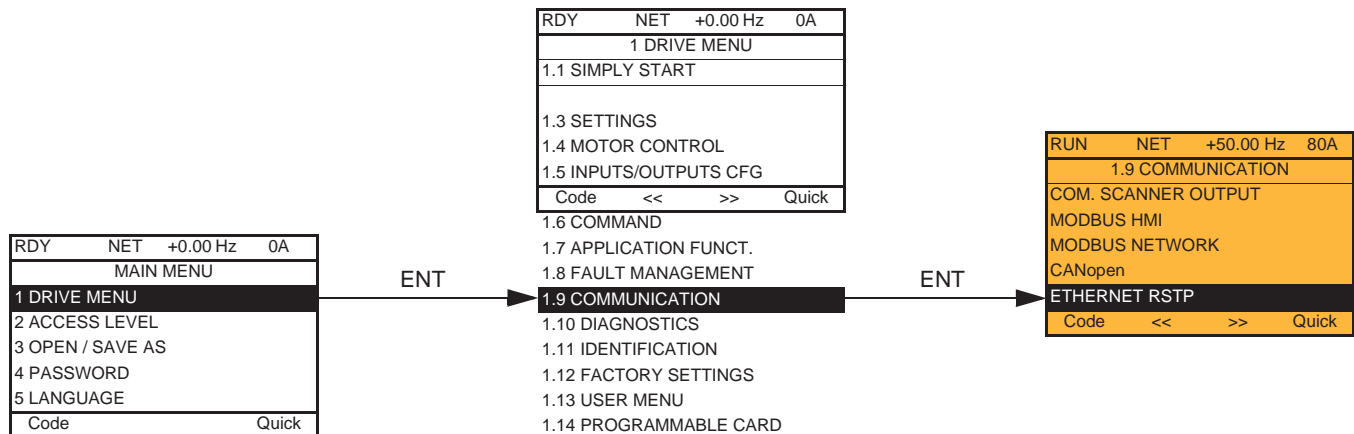 RDY NET +0.00 Hz 0A
MAIN MENU
1 DRIVE MENU
2 ACCESS LEVEL
3 OPEN / SAVE AS
4 PASSWORD
5 LANGUAGE
Code Quick
ENT
RDY NET +0.00 Hz 0A
1 DRIVE MENU
1.1 SIMPLY START
1.3 SETTINGS
1.4 MOTOR CONTROL
1.5 INPUTS/OUTPUTS CFG
Code << >> Quick
1.6 COMMAND
1.7 APPLICATION FUNCT.
1.8 FAULT MANAGEMENT
1.9 COMMUNICATION
1.10 DIAGNOSTICS
1.11 IDENTIFICATION
1.12 FACTORY SETTINGS
1.13 USER MENU
1.14 PROGRAMMABLE CARD
ENT
RUN NET +50.00 Hz 80A
1.9 COMMUNICATION
COM. SCANNER OUTPUT
MODBUS HMI
MODBUS NETWORK
CANopen
ETHERNET RSTP
Code << >> Quick